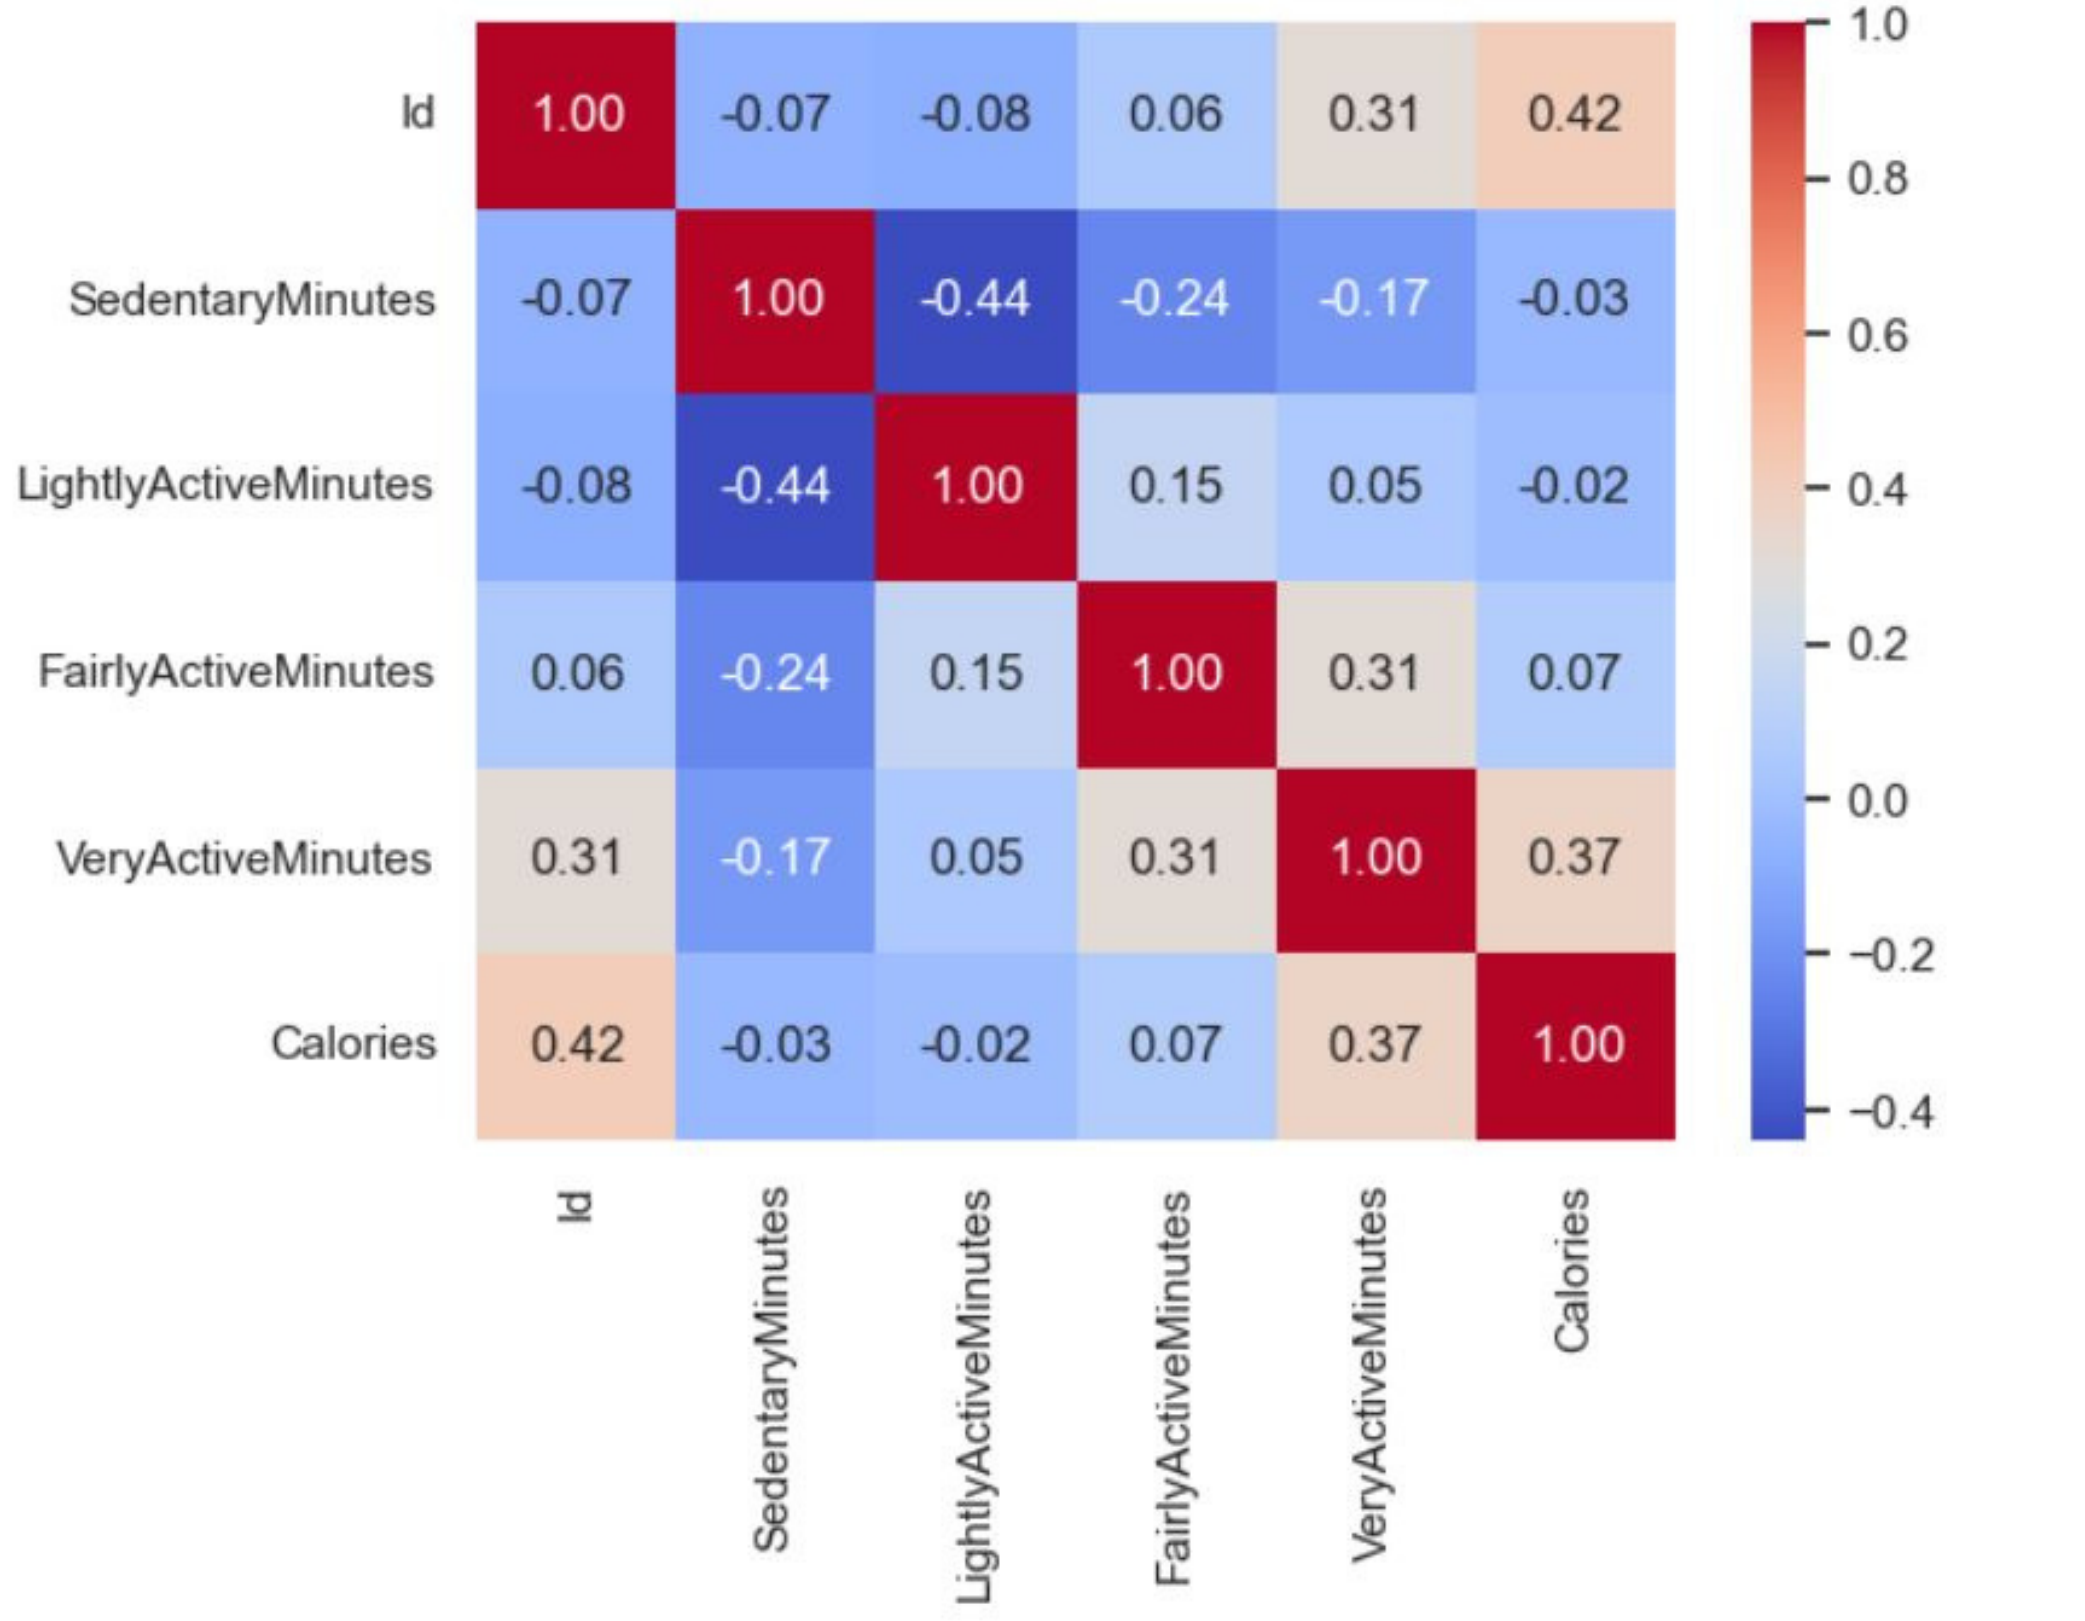 Id 1.00 -0.07 -0.08 0.06 0.31 0.42
SedentaryMinutes -0.07 1.00 -0.44 -0.24 -0.17 -0.03
LightlyActiveMinutes -0.08 -0.44 1.00 0.15 0.05 -0.02
FairlyActiveMinutes 0.06 -0.24 0.15 1.00 0.31 0.07
VeryActiveMinutes 0.31 -0.17 0.05 0.31 1.00 0.37
Calories 0.42 -0.03 -0.02 0.07 0.37 1.00
Id
SedentaryMinutes
LightlyActiveMinutes
FairlyActiveMinutes
VeryActiveMinutes
Calories
1.0
0.8
0.6
0.4
0.2
0.0
−0.2
−0.4